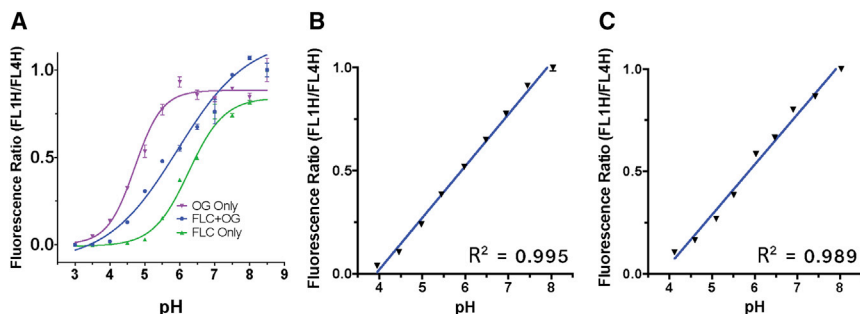 A
Fluorescence Ratio (FL1H/FL4H)
1.0
0.5
0.0
3 4 5 6 7 8 9
pH
OG Only
FLC+OG
FLC Only
B
Fluorescence Ratio (FL1H/FL4H)
1.0
0.5
0.0
4 5 6 7 8
pH
R² = 0.995
C
Fluorescence Ratio (FL1H/FL4H)
1.0
0.5
0.0
4 5 6 7 8
pH
R² = 0.989